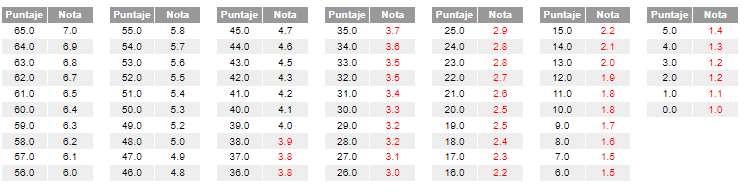 Puntaje Nota Puntaje Nota Puntaje Nota Puntaje Nota Puntaje Nota Puntaje Nota Puntaje Nota
65.0 7.0 55.0 5.8 45.0 4.7 35.0 3.7 25.0 2.9 15.0 2.2 5.0 1.4
64.0 6.9 54.0 5.7 44.0 4.6 34.0 3.6 24.0 2.8 14.0 2.1 4.0 1.3
63.0 6.8 53.0 5.6 43.0 4.5 33.0 3.5 23.0 2.8 13.0 2.0 3.0 1.2
62.0 6.7 52.0 5.5 42.0 4.3 32.0 3.5 22.0 2.7 12.0 1.9 2.0 1.2
61.0 6.5 51.0 5.4 41.0 4.2 31.0 3.4 21.0 2.6 11.0 1.8 1.0 1.1
60.0 6.4 50.0 5.3 40.0 4.1 30.0 3.3 20.0 2.5 10.0 1.8 0.0 1.0
59.0 6.3 49.0 5.2 39.0 4.0 29.0 3.2 19.0 2.5 9.0 1.7
58.0 6.2 48.0 5.0 38.0 3.9 28.0 3.2 18.0 2.4 8.0 1.6
57.0 6.1 47.0 4.9 37.0 3.8 27.0 3.1 17.0 2.3 7.0 1.5
56.0 6.0 46.0 4.8 36.0 3.8 26.0 3.0 16.0 2.2 6.0 1.5